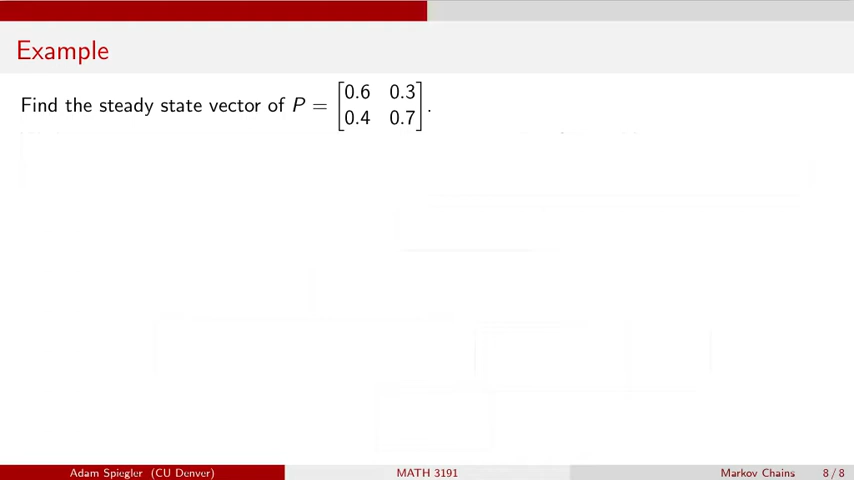 Example
Find the steady state vector of P = [0.6 0.3
0.4 0.7].
Adam Spiegler (CU Denver) MATH 3191 Markov Chains 8 / 8